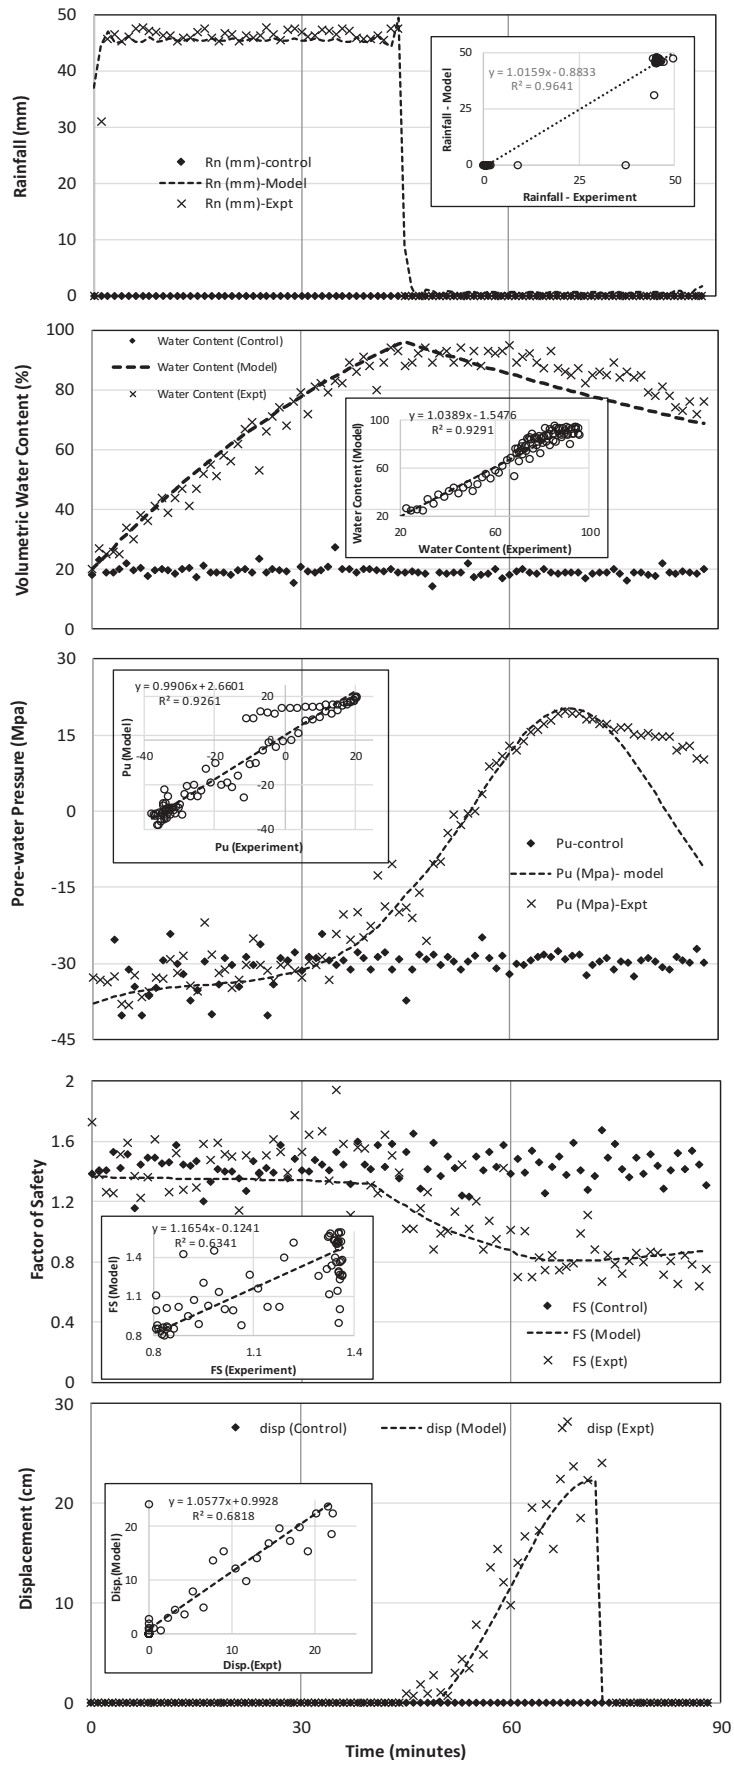 50
40
30
20
10
0
Rainfall (mm)
Rn (mm)-control
Rn (mm)-Model
Rn (mm)-Expt
y = 1.0159x - 0.8833
R² = 0.9641
50
25
0
0 25 50
Rainfall - Model
Rainfall - Experiment
100
80
60
40
20
0
Volumetric Water Content (%)
Water Content (Control)
Water Content (Model)
Water Content (Expt)
y = 1.0389x - 1.5476
R² = 0.9291
100
60
20
20 60 100
Water Content (Model)
Water Content (Experiment)
30
15
0
-15
-30
-45
Pore-water Pressure (Mpa)
y = 0.9906x + 2.6601
R² = 0.9261
20
-20
-40
-40 -20 0 20
Pu (Model)
Pu (Experiment)
Pu-control
Pu (Mpa)- model
Pu (Mpa)-Expt
2
1.6
1.2
0.8
0.4
0
Factor of Safety
y = 1.1654x - 0.1241
R² = 0.6341
1.4
1.1
0.8
0.8 1.1 1.4
FS (Model)
FS (Experiment)
FS (Control)
FS (Model)
FS (Expt)
30
20
10
0
Displacement (cm)
disp (Control)
disp (Model)
disp (Expt)
y = 1.0577x + 0.9928
R² = 0.6818
20
10
0
0 10 20
Disp.(Model)
Disp.(Expt)
0 30 60 90
Time (minutes)